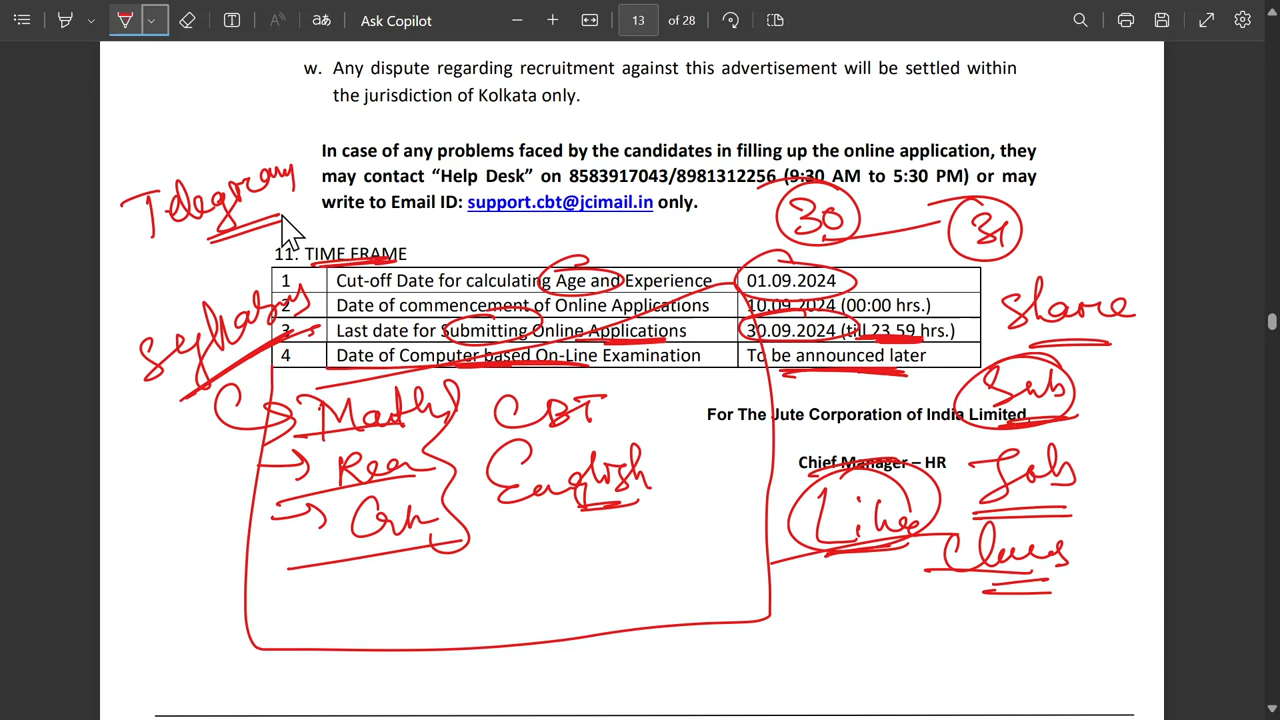 Ask Copilot
13 of 28
w. Any dispute regarding recruitment against this advertisement will be settled within
the jurisdiction of Kolkata only.
In case of any problems faced by the candidates in filling up the online application, they
may contact “Help Desk” on 8583917043/8981312256 (9:30 AM to 5:30 PM) or may
write to Email ID: support.cbt@jcimail.in only.
Telegram
30
31
11. TIME FRAME
1 Cut-off Date for calculating Age and Experience 01.09.2024
2 Date of commencement of Online Applications 10.09.2024 (00:00 hrs.)
3 Last date for Submitting Online Applications 30.09.2024 (till 23.59 hrs.)
4 Date of Computer based On-Line Examination To be announced later
Syllabus
Share
Sub
Maths CBT
For The Jute Corporation of India Limited,
Chief Manager – HR
Rea English
Job
Like